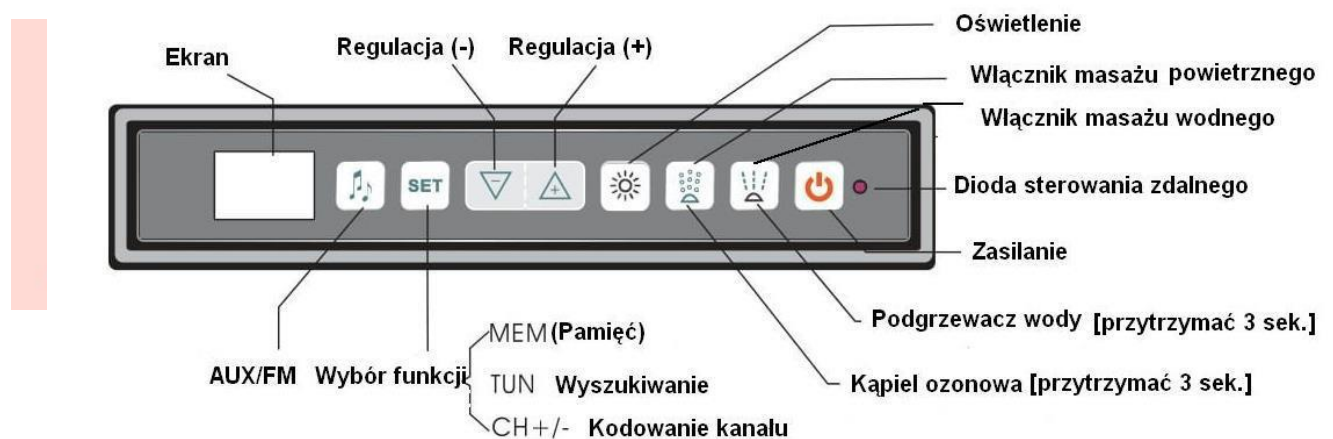 Oświetlenie
Regulacja (-) Regulacja (+)
Ekran
Włącznik masażu powietrznego
Włącznik masażu wodnego
SET
Dioda sterowania zdalnego
Zasilanie
Podgrzewacz wody [przytrzymać 3 sek.]
MEM (Pamięć)
AUX/FM Wybór funkcji
TUN Wyszukiwanie
Kąpiel ozonowa [przytrzymać 3 sek.]
CH+/- Kodowanie kanalu